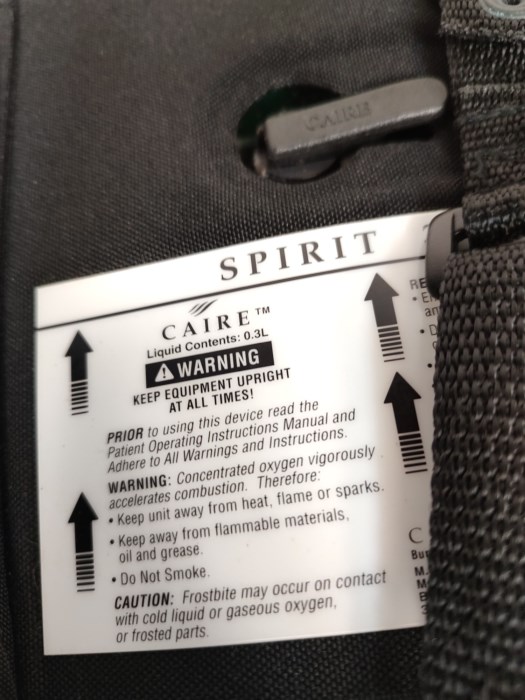 CAIRE
SPIRIT
CAIRE™
Liquid Contents: 0.3L
WARNING
KEEP EQUIPMENT UPRIGHT
AT ALL TIMES!
PRIOR to using this device read the
Patient Operating Instructions Manual and
Adhere to All Warnings and Instructions.
WARNING: Concentrated oxygen vigorously
accelerates combustion. Therefore:
• Keep unit away from heat, flame or sparks.
• Keep away from flammable materials,
oil and grease.
• Do Not Smoke.
CAUTION: Frostbite may occur on contact
with cold liquid or gaseous oxygen,
or frosted parts.